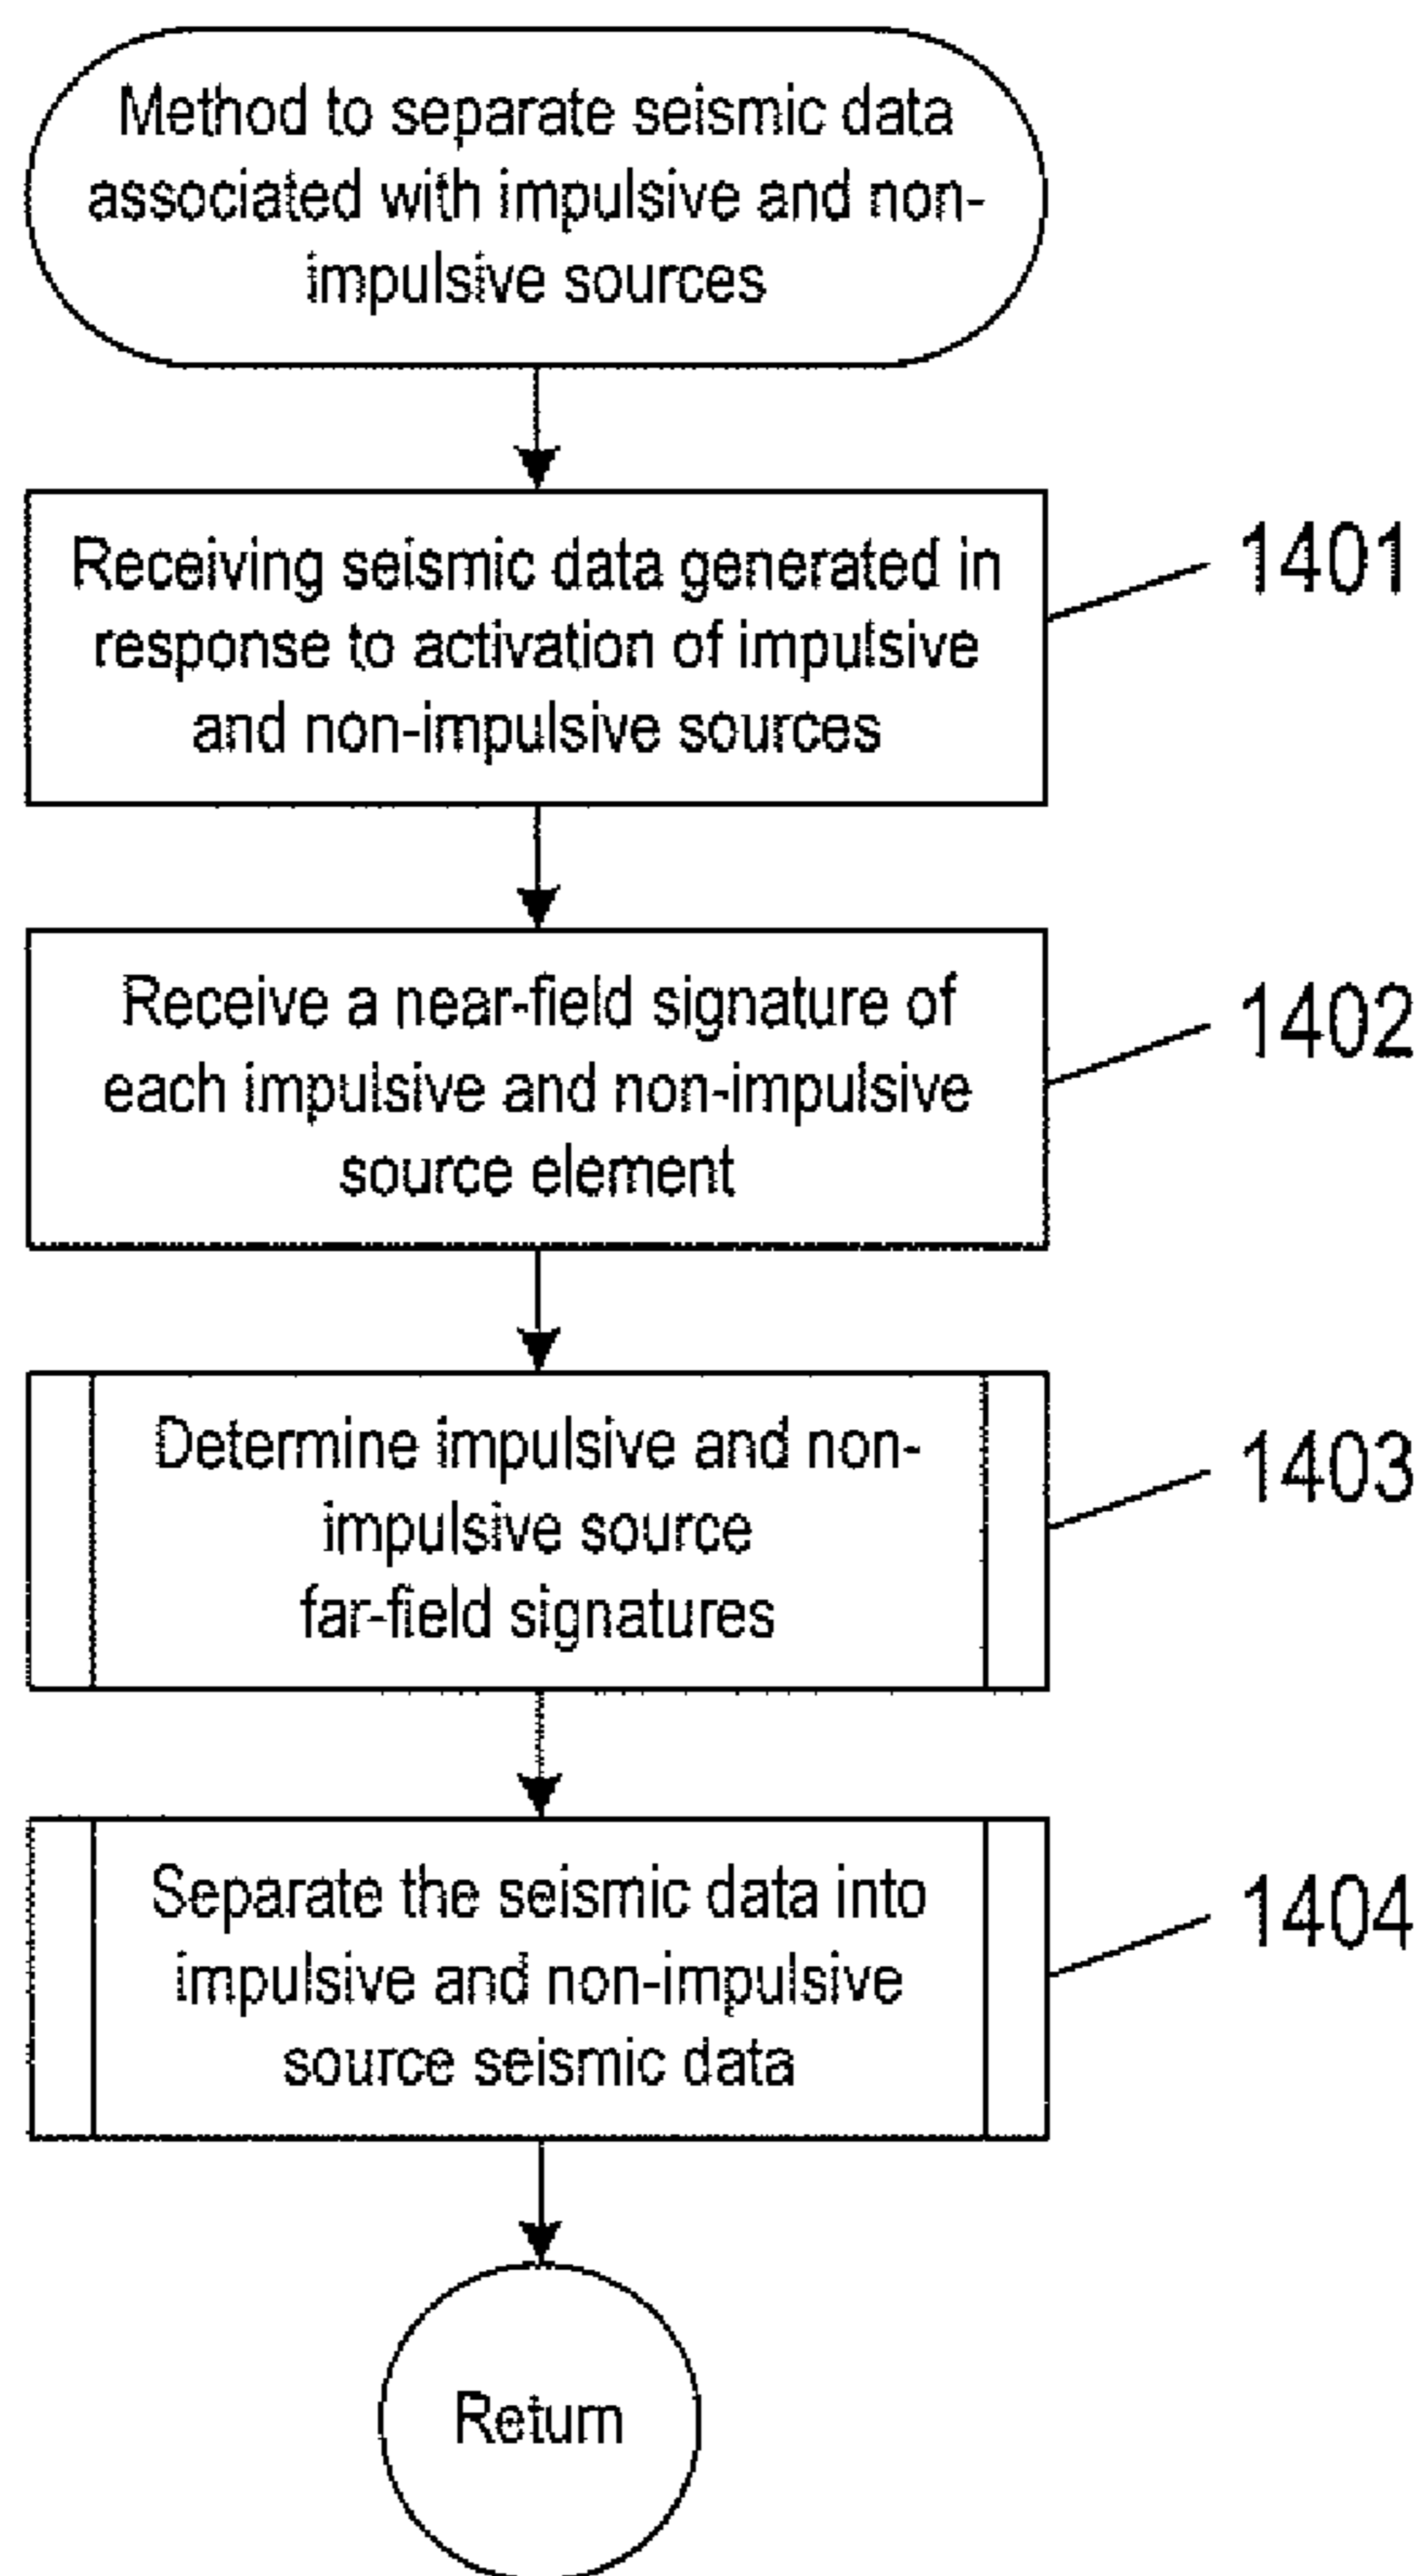 Method to separate seismic data
associated with impulsive and non-
impulsive sources
Receiving seismic data generated in
response to activation of impulsive
and non-impulsive sources
1401
Receive a near-field signature of
each impulsive and non-impulsive
source element
1402
Determine impulsive and non-
impulsive source
far-field signatures
1403
Separate the seismic data into
impulsive and non-impulsive
source seismic data
1404
Return